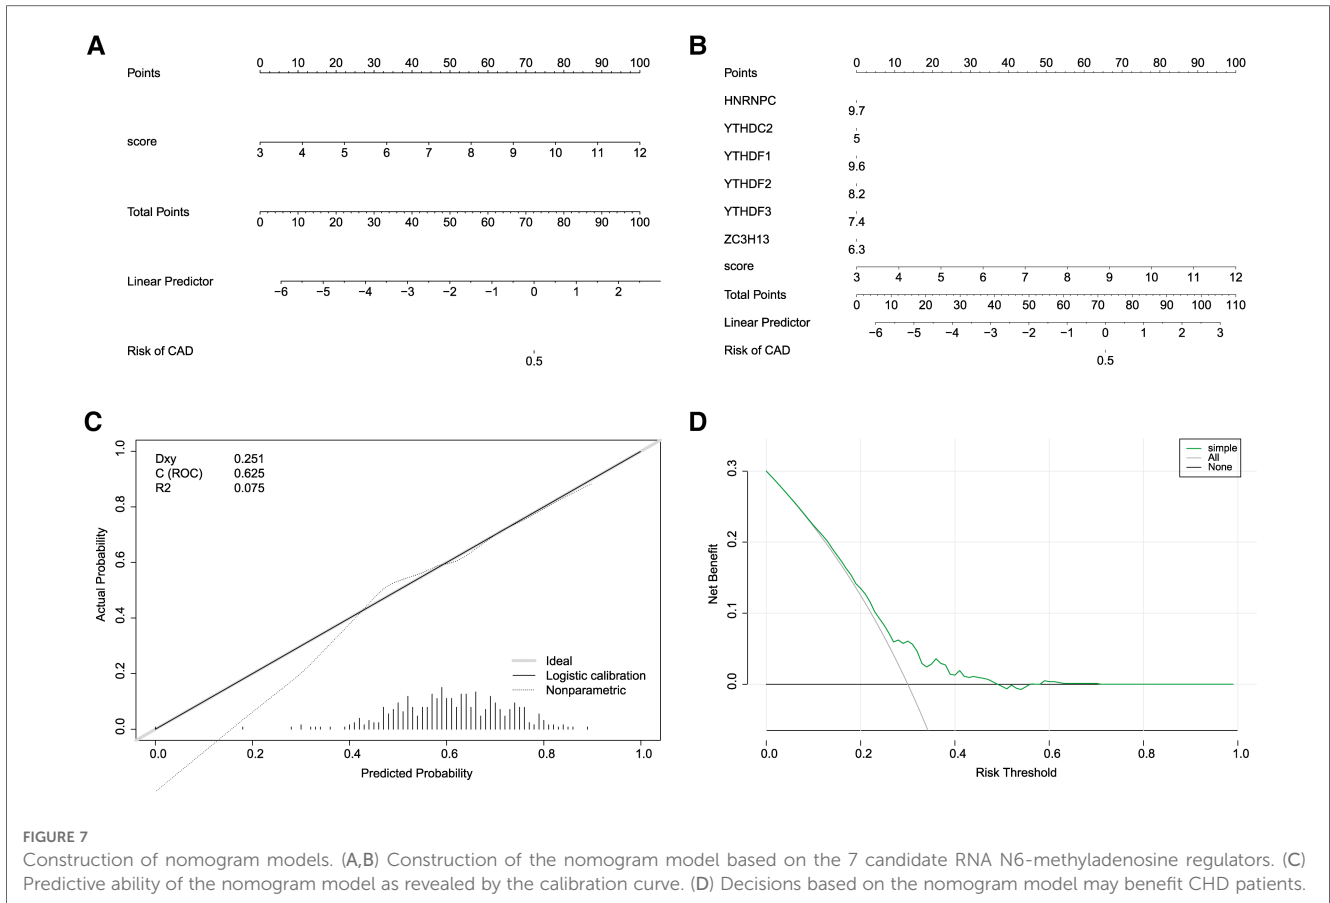 A
Points
0 10 20 30 40 50 60 70 80 90 100
score
3 4 5 6 7 8 9 10 11 12
Total Points
0 10 20 30 40 50 60 70 80 90 100
Linear Predictor
−6 −5 −4 −3 −2 −1 0 1 2
Risk of CAD
0.5
B
Points
0 10 20 30 40 50 60 70 80 90 100
HNRNPC
9.7
YTHDC2
5
YTHDF1
9.6
YTHDF2
8.2
YTHDF3
7.4
ZC3H13
6.3
score
3 4 5 6 7 8 9 10 11 12
Total Points
0 10 20 30 40 50 60 70 80 90 100 110
Linear Predictor
−6 −5 −4 −3 −2 −1 0 1 2 3
Risk of CAD
0.5
C
Dxy 0.251
C (ROC) 0.625
R2 0.075
Actual Probability
1.0
0.8
0.6
0.4
0.2
0.0
Ideal
Logistic calibration
Nonparametric
0.0 0.2 0.4 0.6 0.8 1.0
Predicted Probability
D
simple
All
None
Net Benefit
0.3
0.2
0.1
0.0
0.0 0.2 0.4 0.6 0.8 1.0
Risk Threshold
FIGURE 7
Construction of nomogram models. (A,B) Construction of the nomogram model based on the 7 candidate RNA N6-methyladenosine regulators. (C)
Predictive ability of the nomogram model as revealed by the calibration curve. (D) Decisions based on the nomogram model may benefit CHD patients.